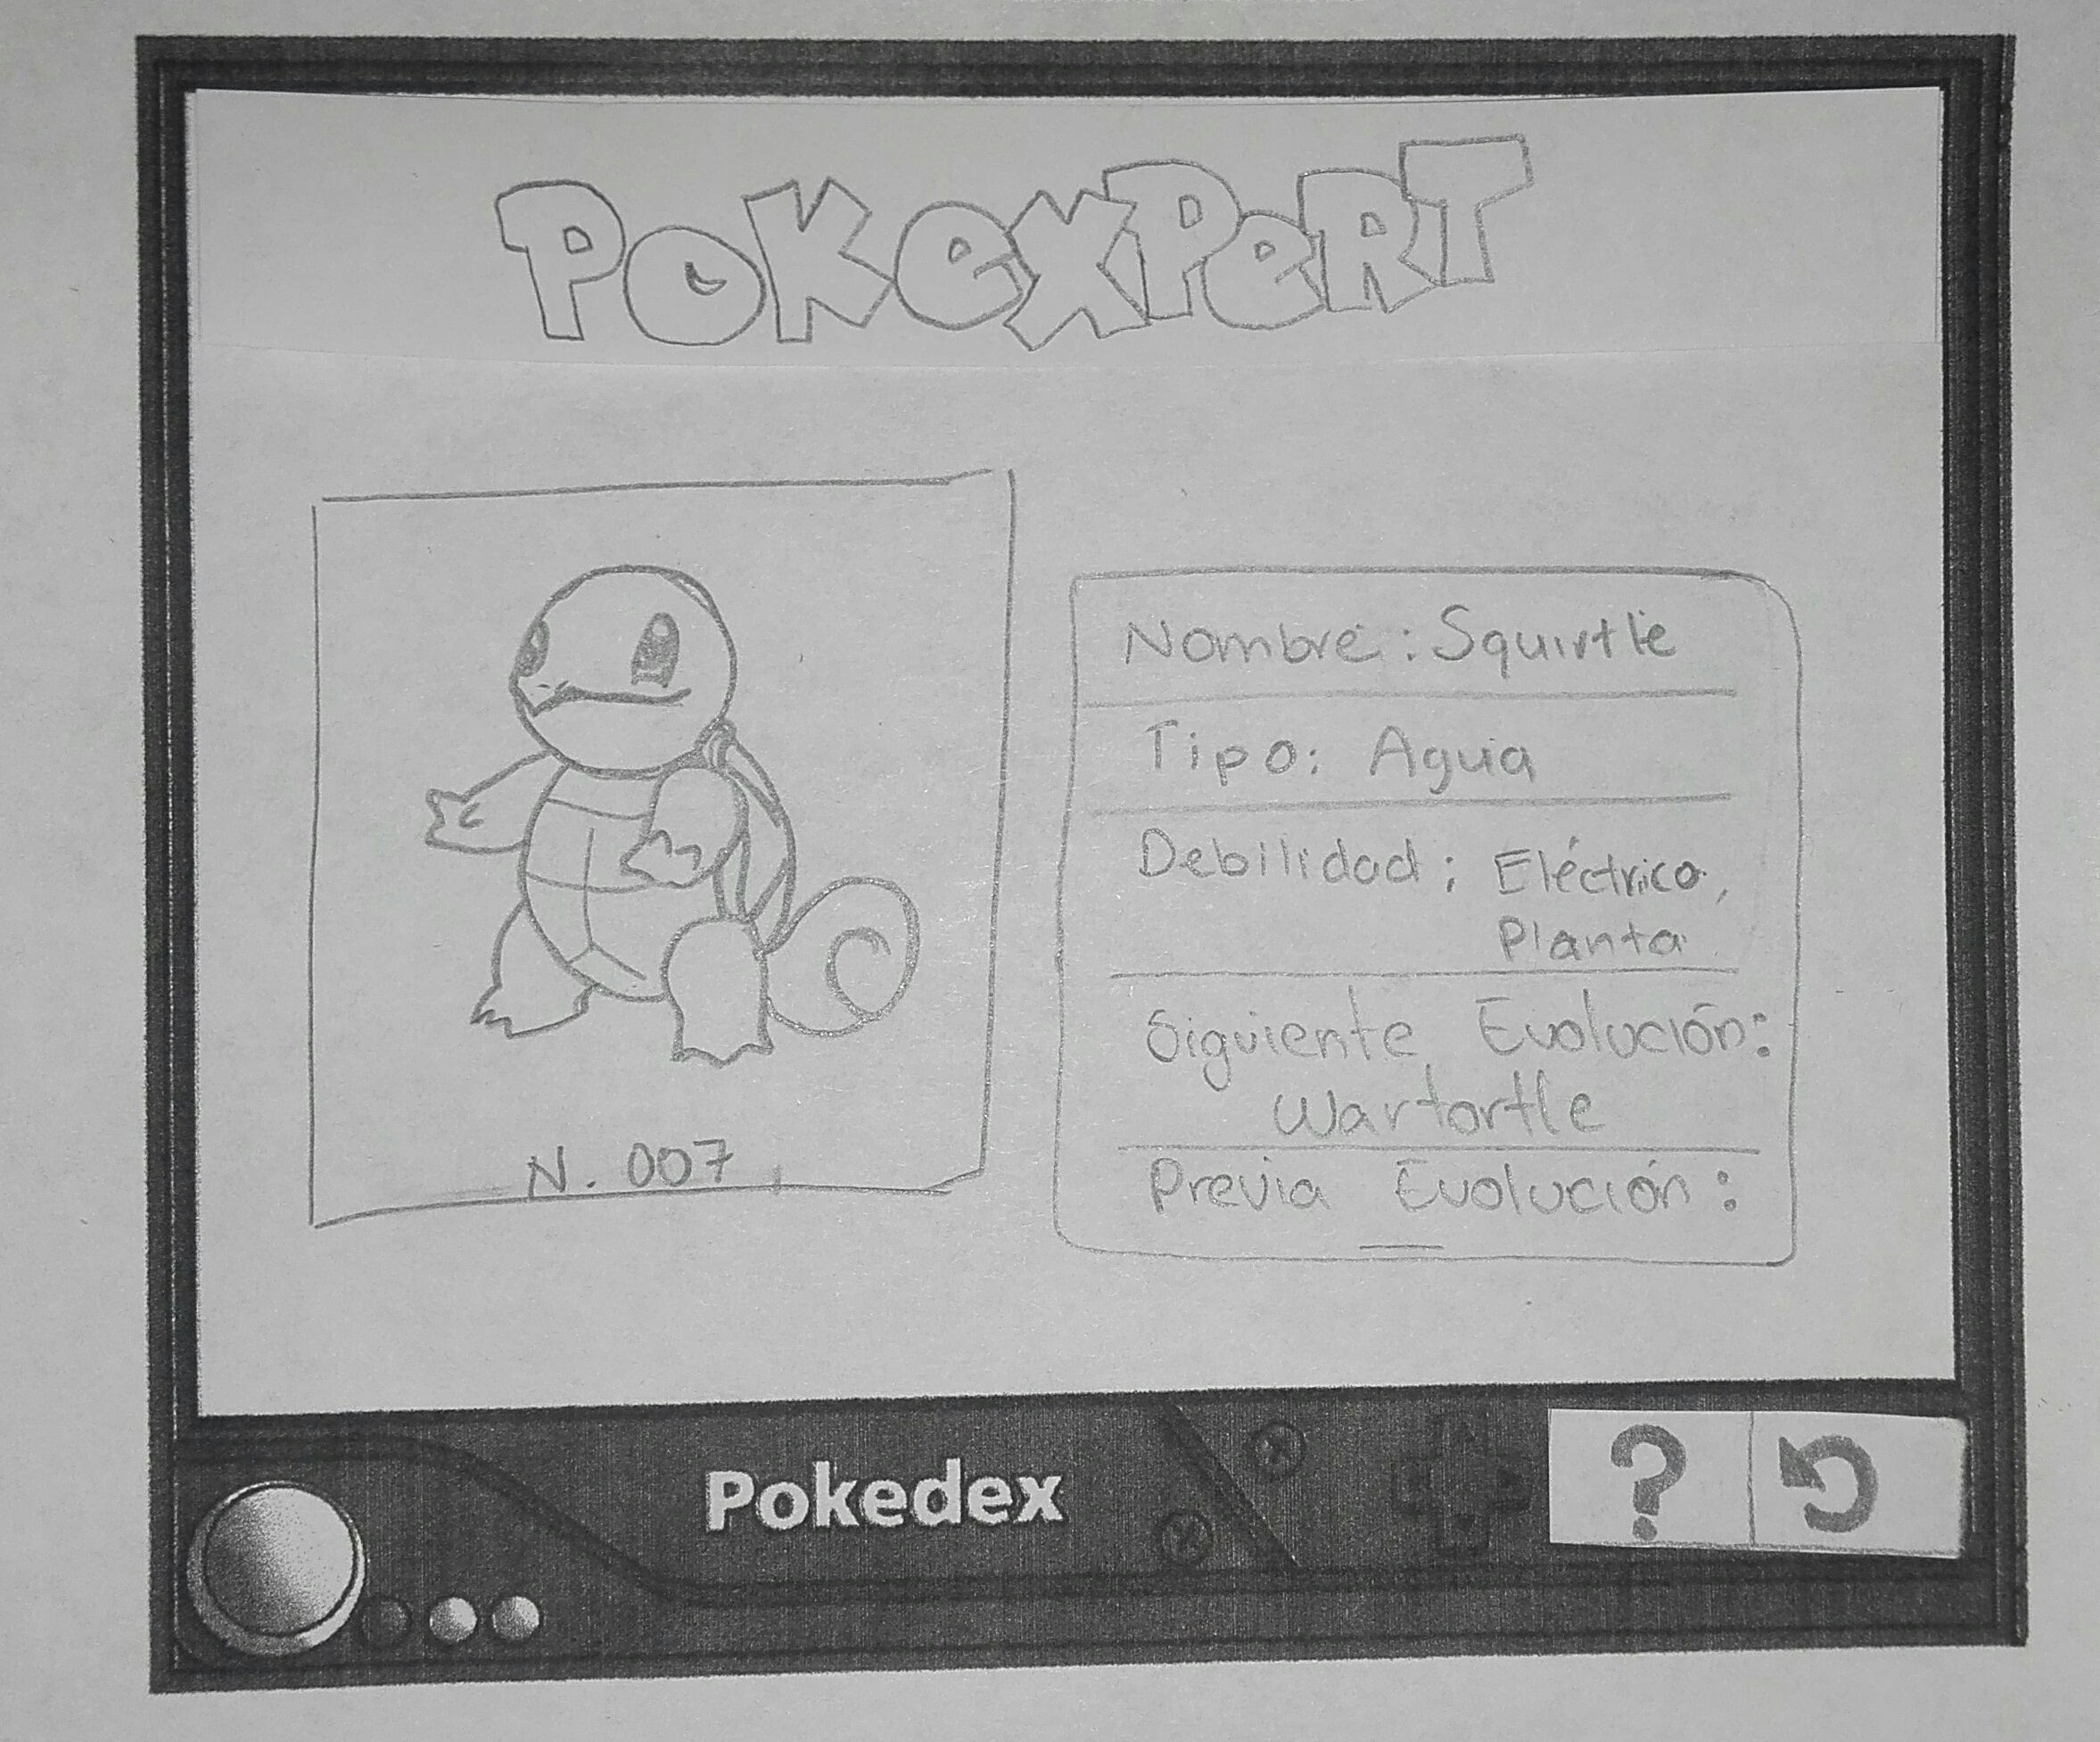 POKEXPERT
N. 007
Nombre: Squirtle
Tipo: Agua
Debilidad: Eléctrico,
Planta
Siguiente Evolución:
Wartortle
Previa Evolución:
—
Pokedex
?